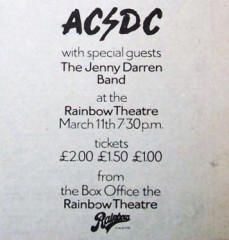 AC⚡DC
with special guests
The Jenny Darren
Band
at the
Rainbow Theatre
March 11th 7 30 p.m.
tickets
£2.00 £1.50 £1.00
from
the Box Office the
Rainbow Theatre
Rainbow